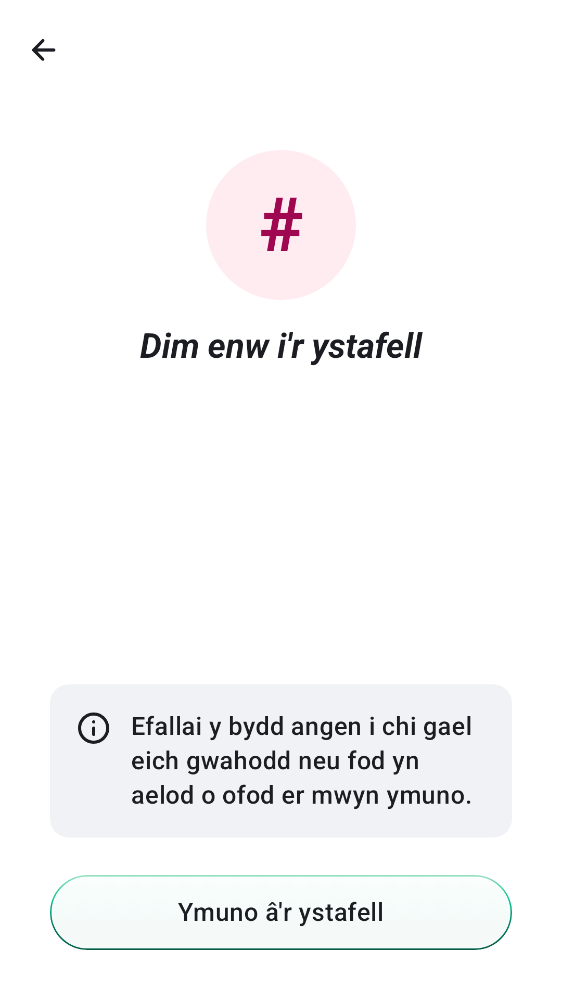 #
Dim enw i'r ystafell
Efallai y bydd angen i chi gael
eich gwahodd neu fod yn
aelod o ofod er mwyn ymuno.
Ymuno â'r ystafell